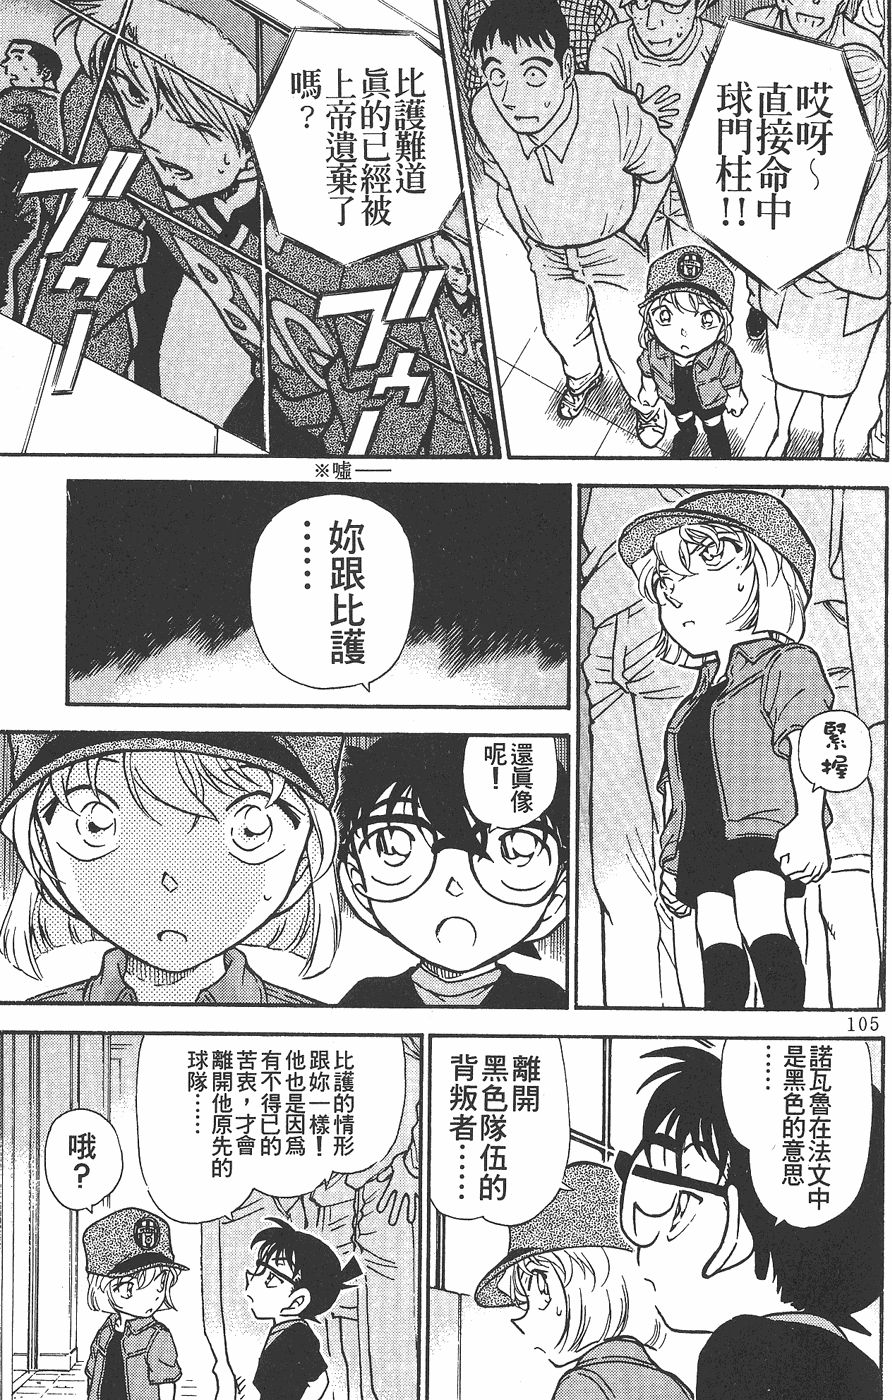 哎呀～
直接命中
球門柱!!
比護難道
眞的已經被
上帝遺棄了
嗎？
ブゥー
ブゥー
※噓——
緊握
妳跟比護
……
還眞像
呢！
105
諾瓦魯在法文中
是黑色的意思
……
離開
黑色隊伍的
背叛者……
比護的情形
跟妳一樣！
他也是因爲
有不得已的
苦衷，才會
離開他原先的
球隊……
哦？